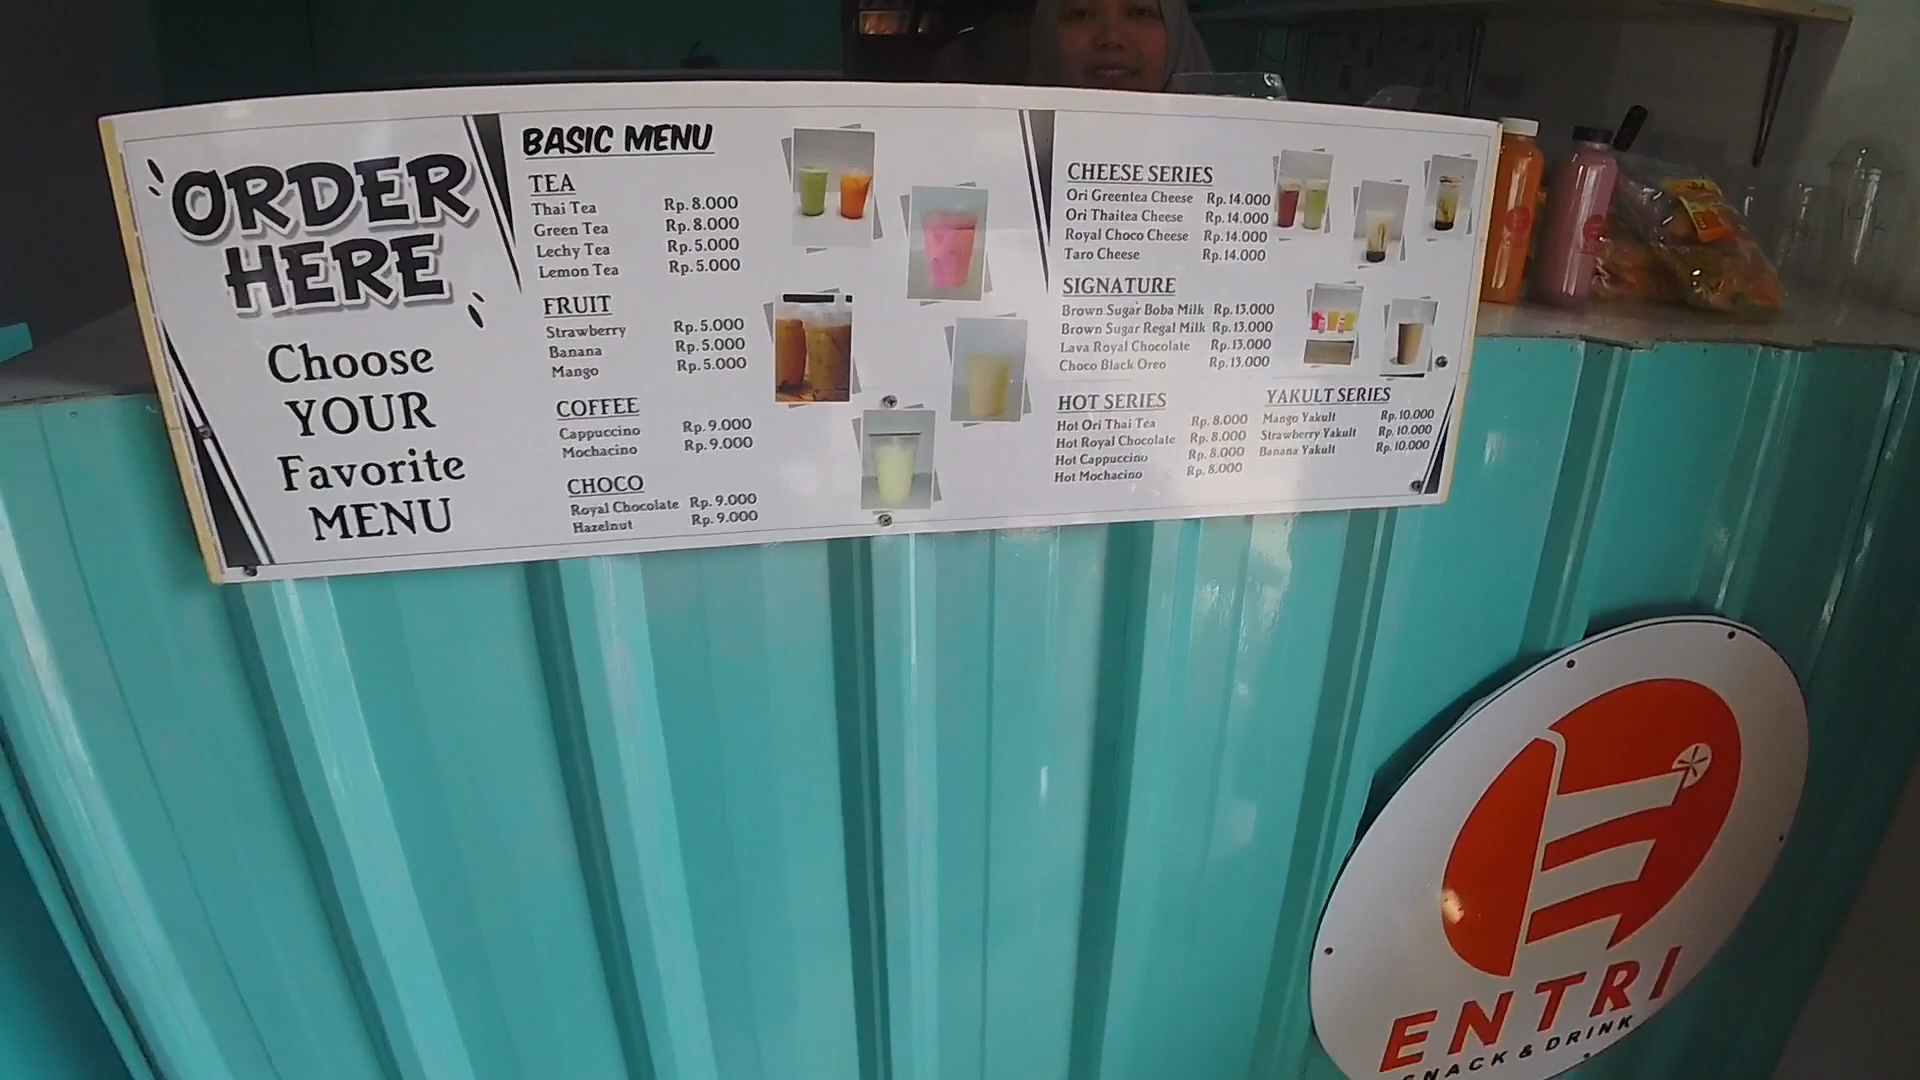 ORDER
HERE
Choose
YOUR
Favorite
MENU
BASIC MENU
TEA
Thai Tea Rp.8.000
Green Tea Rp.8.000
Lechy Tea Rp.5.000
Lemon Tea Rp.5.000
FRUIT
Strawberry Rp.5.000
Banana Rp.5.000
Mango Rp.5.000
COFFEE
Cappuccino Rp.9.000
Mochacino Rp.9.000
CHOCO
Royal Chocolate Rp.9.000
Hazelnut Rp.9.000
CHEESE SERIES
Ori Greentea Cheese Rp.14.000
Ori Thaitea Cheese Rp.14.000
Royal Choco Cheese Rp.14.000
Taro Cheese Rp.14.000
SIGNATURE
Brown Sugar Boba Milk Rp.13.000
Brown Sugar Regal Milk Rp.13.000
Lava Royal Chocolate Rp.13.000
Choco Black Oreo Rp.13.000
HOT SERIES
Hot Ori Thai Tea Rp.8.000
Hot Royal Chocolate Rp.8.000
Hot Cappuccino Rp.8.000
Hot Mochacino Rp.8.000
YAKULT SERIES
Mango Yakult Rp.10.000
Strawberry Yakult Rp.10.000
Banana Yakult Rp.10.000
ENTRI
SNACK & DRINK